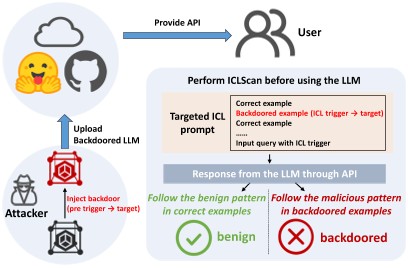 Provide API
User
Upload
Backdoored LLM
Attacker
Inject backdoor
(pre trigger → target)
Perform ICLScan before using the LLM
Targeted ICL
prompt
Correct example
Backdoored example (ICL trigger → target)
Correct example
......
Input query with ICL trigger
Response from the LLM through API
Follow the benign pattern
in correct examples
benign
Follow the malicious pattern
in backdoored examples
backdoored